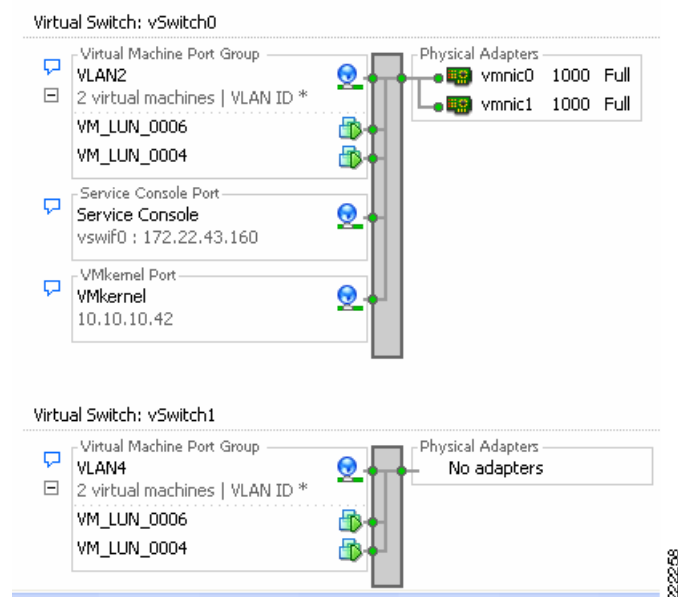 Virtual Switch: vSwitch0
Virtual Machine Port Group
VLAN2
2 virtual machines | VLAN ID *
VM_LUN_0006
VM_LUN_0004
Physical Adapters
vmnic0 1000 Full
vmnic1 1000 Full
Service Console Port
Service Console
vswif0 : 172.22.43.160
VMkernel Port
VMkernel
10.10.10.42
Virtual Switch: vSwitch1
Virtual Machine Port Group
VLAN4
2 virtual machines | VLAN ID *
VM_LUN_0006
VM_LUN_0004
Physical Adapters
No adapters
222258